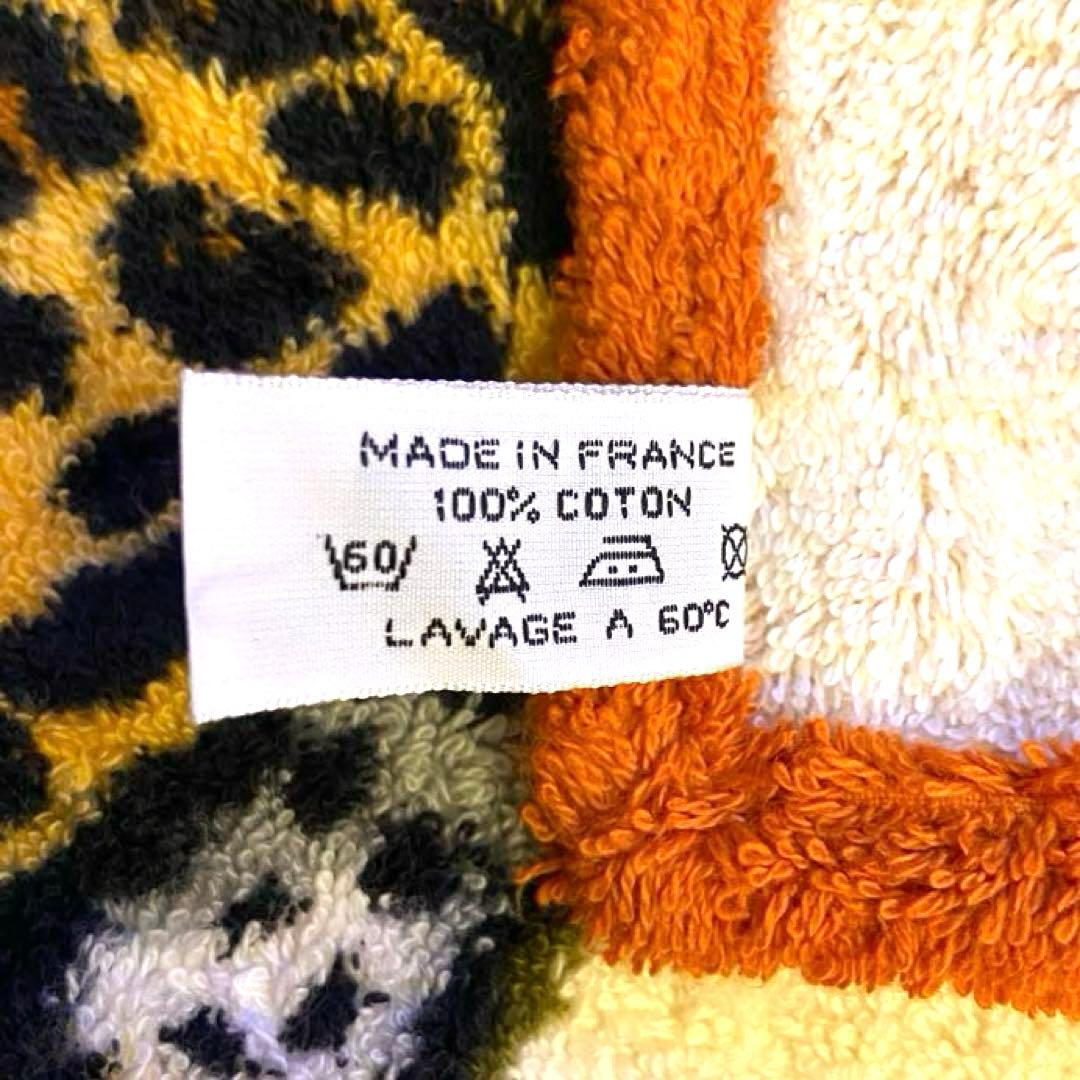 MADE IN FRANCE
100% COTON
60
LAVAGE A 60°C